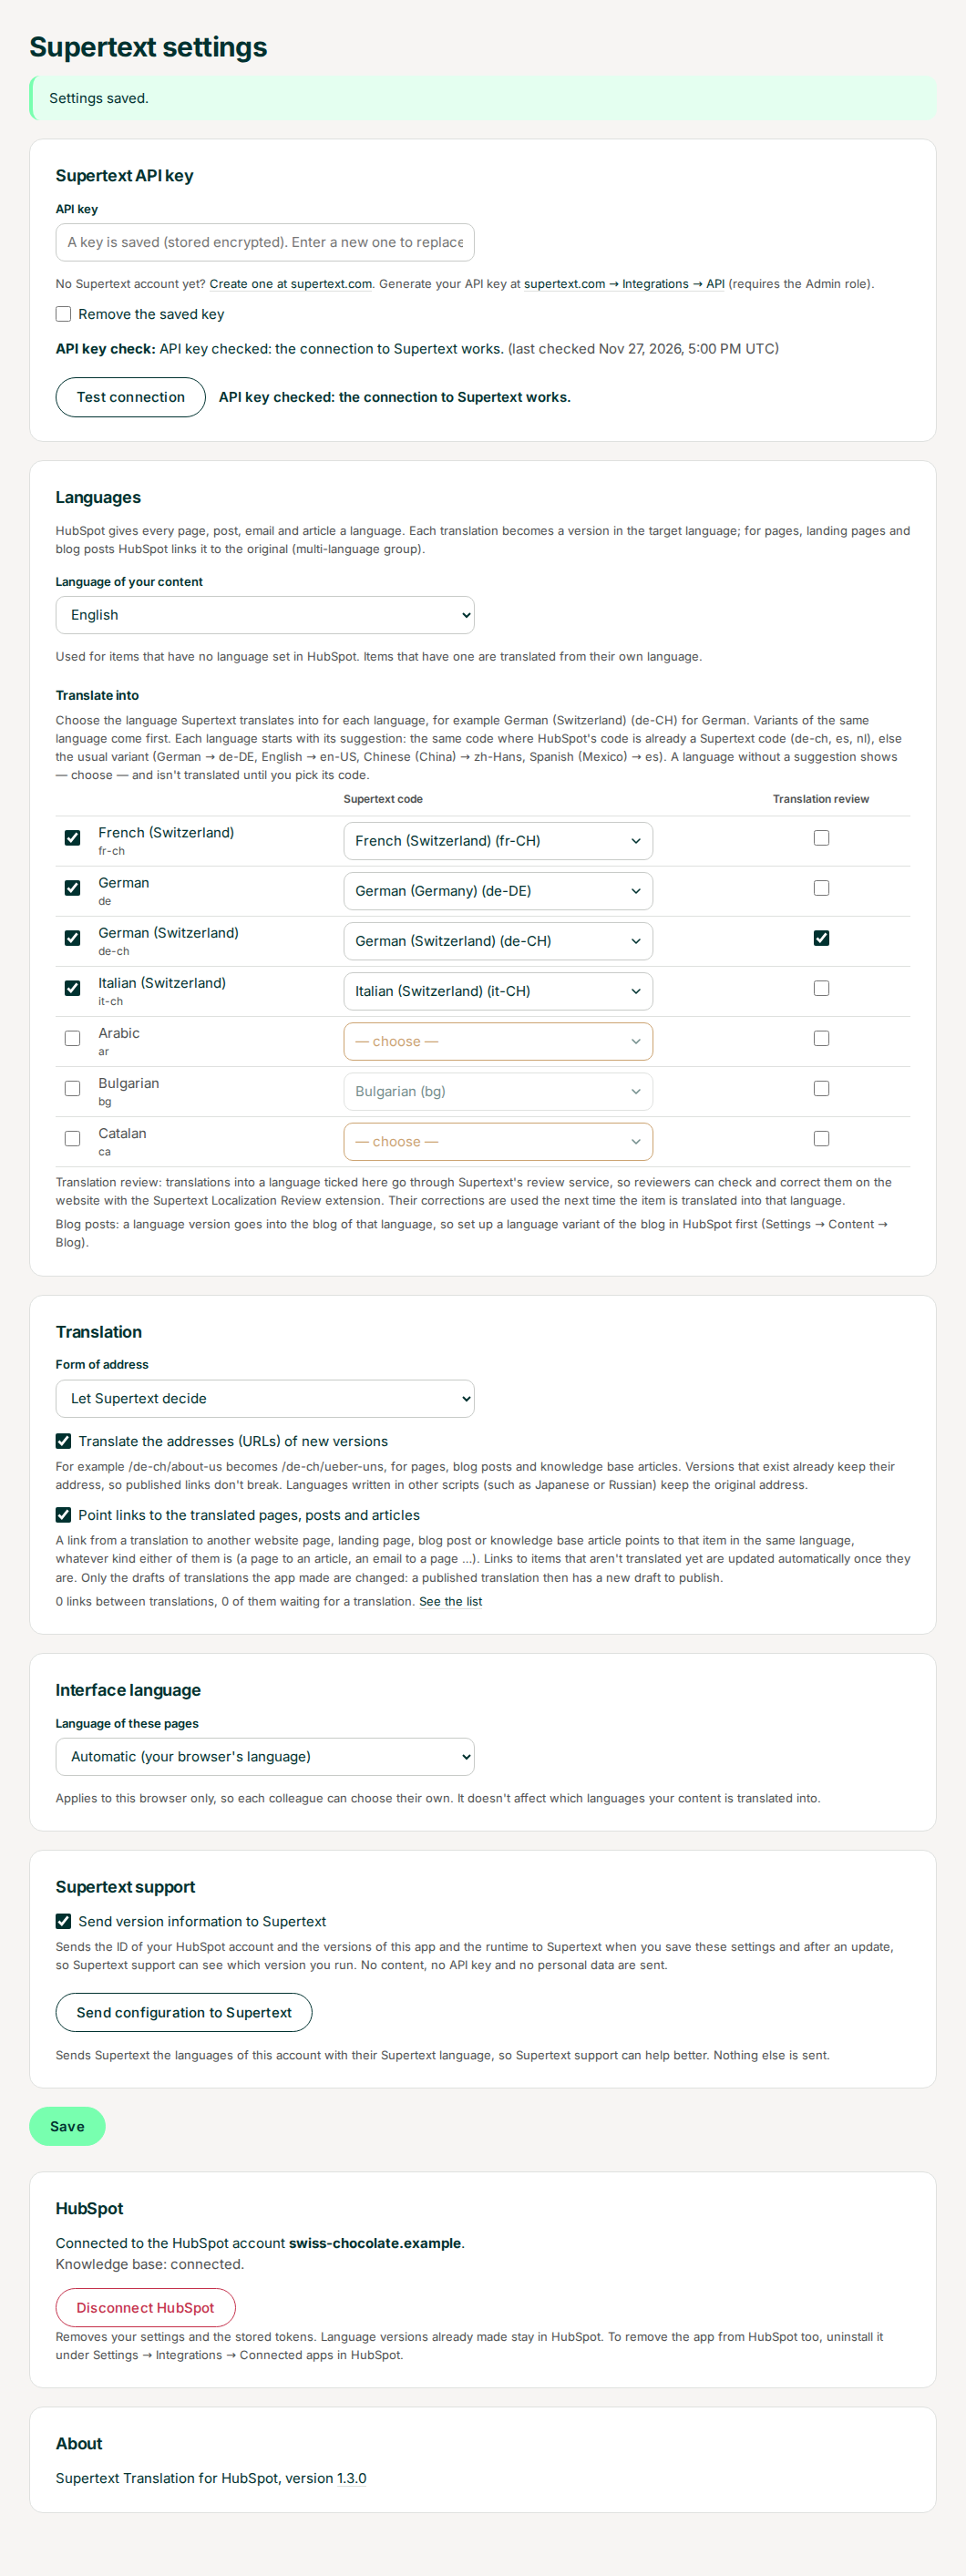 Supertext settings
Settings saved.
Supertext API key
API key
A key is saved (stored encrypted). Enter a new one to replace
No Supertext account yet? Create one at supertext.com. Generate your API key at supertext.com → Integrations → API (requires the Admin role).
Remove the saved key
API key check: API key checked: the connection to Supertext works. (last checked Nov 27, 2026, 5:00 PM UTC)
Test connection API key checked: the connection to Supertext works.
Languages
HubSpot gives every page, post, email and article a language. Each translation becomes a version in the target language; for pages, landing pages and
blog posts HubSpot links it to the original (multi-language group).
Language of your content
English
Used for items that have no language set in HubSpot. Items that have one are translated from their own language.
Translate into
Choose the language Supertext translates into for each language, for example German (Switzerland) (de-CH) for German. Variants of the same
language come first. Each language starts with its suggestion: the same code where HubSpot's code is already a Supertext code (de-ch, es, nl), else
the usual variant (German → de-DE, English → en-US, Chinese (China) → zh-Hans, Spanish (Mexico) → es). A language without a suggestion shows
— choose — and isn't translated until you pick its code.
Supertext code Translation review
French (Switzerland) French (Switzerland) (fr-CH)
fr-ch
German German (Germany) (de-DE)
de
German (Switzerland) German (Switzerland) (de-CH)
de-ch
Italian (Switzerland) Italian (Switzerland) (it-CH)
it-ch
Arabic — choose —
ar
Bulgarian Bulgarian (bg)
bg
Catalan — choose —
ca
Translation review: translations into a language ticked here go through Supertext's review service, so reviewers can check and correct them on the
website with the Supertext Localization Review extension. Their corrections are used the next time the item is translated into that language.
Blog posts: a language version goes into the blog of that language, so set up a language variant of the blog in HubSpot first (Settings → Content →
Blog).
Translation
Form of address
Let Supertext decide
Translate the addresses (URLs) of new versions
For example /de-ch/about-us becomes /de-ch/ueber-uns, for pages, blog posts and knowledge base articles. Versions that exist already keep their
address, so published links don't break. Languages written in other scripts (such as Japanese or Russian) keep the original address.
Point links to the translated pages, posts and articles
A link from a translation to another website page, landing page, blog post or knowledge base article points to that item in the same language,
whatever kind either of them is (a page to an article, an email to a page ...). Links to items that aren't translated yet are updated automatically once they
are. Only the drafts of translations the app made are changed: a published translation then has a new draft to publish.
0 links between translations, 0 of them waiting for a translation. See the list
Interface language
Language of these pages
Automatic (your browser's language)
Applies to this browser only, so each colleague can choose their own. It doesn't affect which languages your content is translated into.
Supertext support
Send version information to Supertext
Sends the ID of your HubSpot account and the versions of this app and the runtime to Supertext when you save these settings and after an update,
so Supertext support can see which version you run. No content, no API key and no personal data are sent.
Send configuration to Supertext
Sends Supertext the languages of this account with their Supertext language, so Supertext support can help better. Nothing else is sent.
Save
HubSpot
Connected to the HubSpot account swiss-chocolate.example.
Knowledge base: connected.
Disconnect HubSpot
Removes your settings and the stored tokens. Language versions already made stay in HubSpot. To remove the app from HubSpot too, uninstall it
under Settings → Integrations → Connected apps in HubSpot.
About
Supertext Translation for HubSpot, version 1.3.0